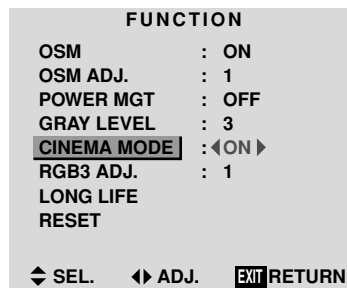 FUNCTION
OSM : ON
OSM ADJ. : 1
POWER MGT : OFF
GRAY LEVEL : 3
CINEMA MODE : ◀ON▶
RGB3 ADJ. : 1
LONG LIFE
RESET
SEL. ADJ. EXIT RETURN